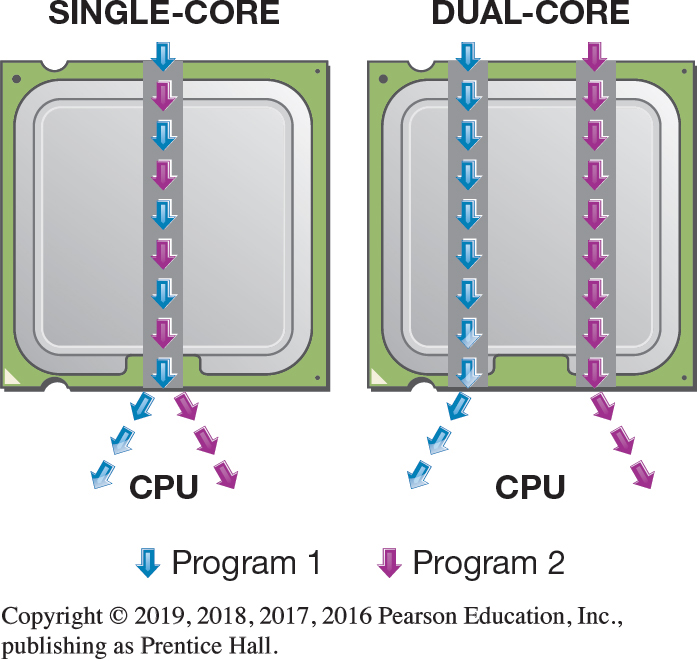 SINGLE-CORE
DUAL-CORE
CPU
CPU
Program 1
Program 2
Copyright © 2019, 2018, 2017, 2016 Pearson Education, Inc.,
publishing as Prentice Hall.